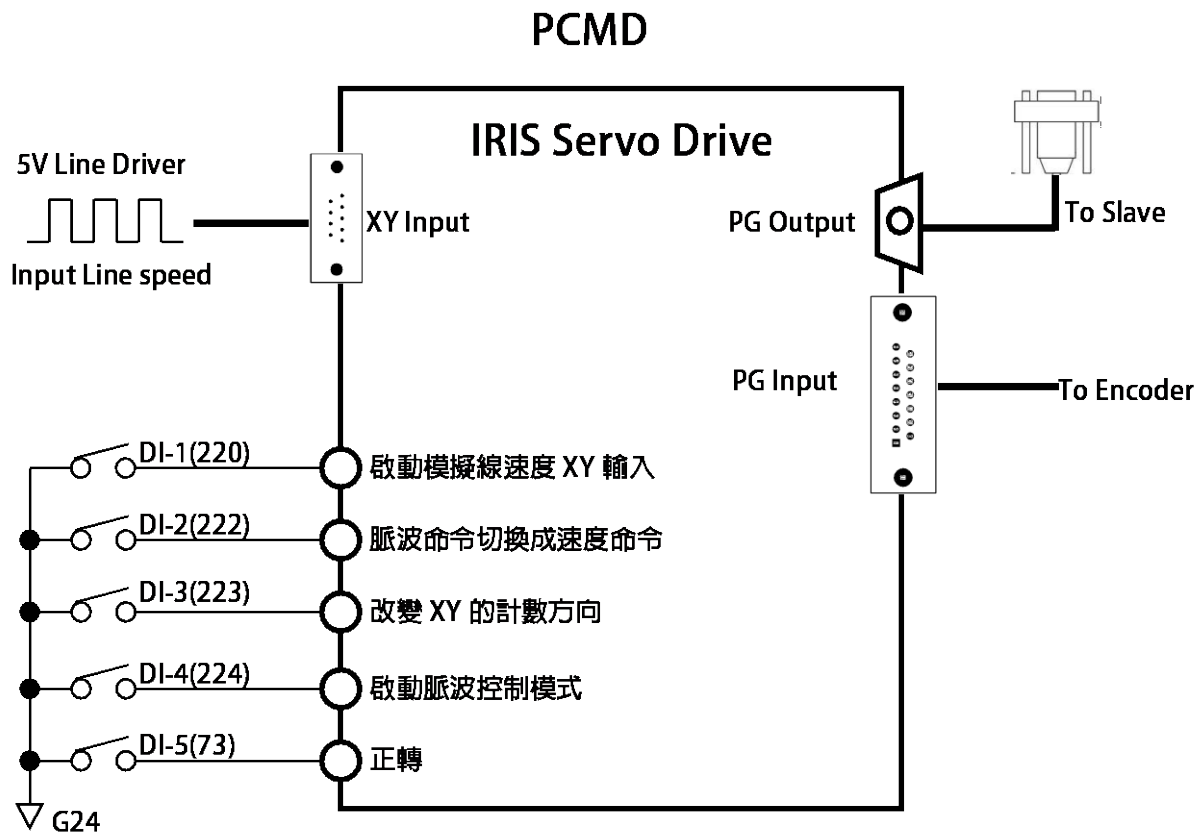 PCMD
IRIS Servo Drive
5V Line Driver
Input Line speed
XY Input
PG Output
To Slave
PG Input
To Encoder
DI-1(220)
啟動模擬線速度 XY 輸入
DI-2(222)
脈波命令切換成速度命令
DI-3(223)
改變 XY 的計數方向
DI-4(224)
啟動脈波控制模式
DI-5(73)
正轉
G24